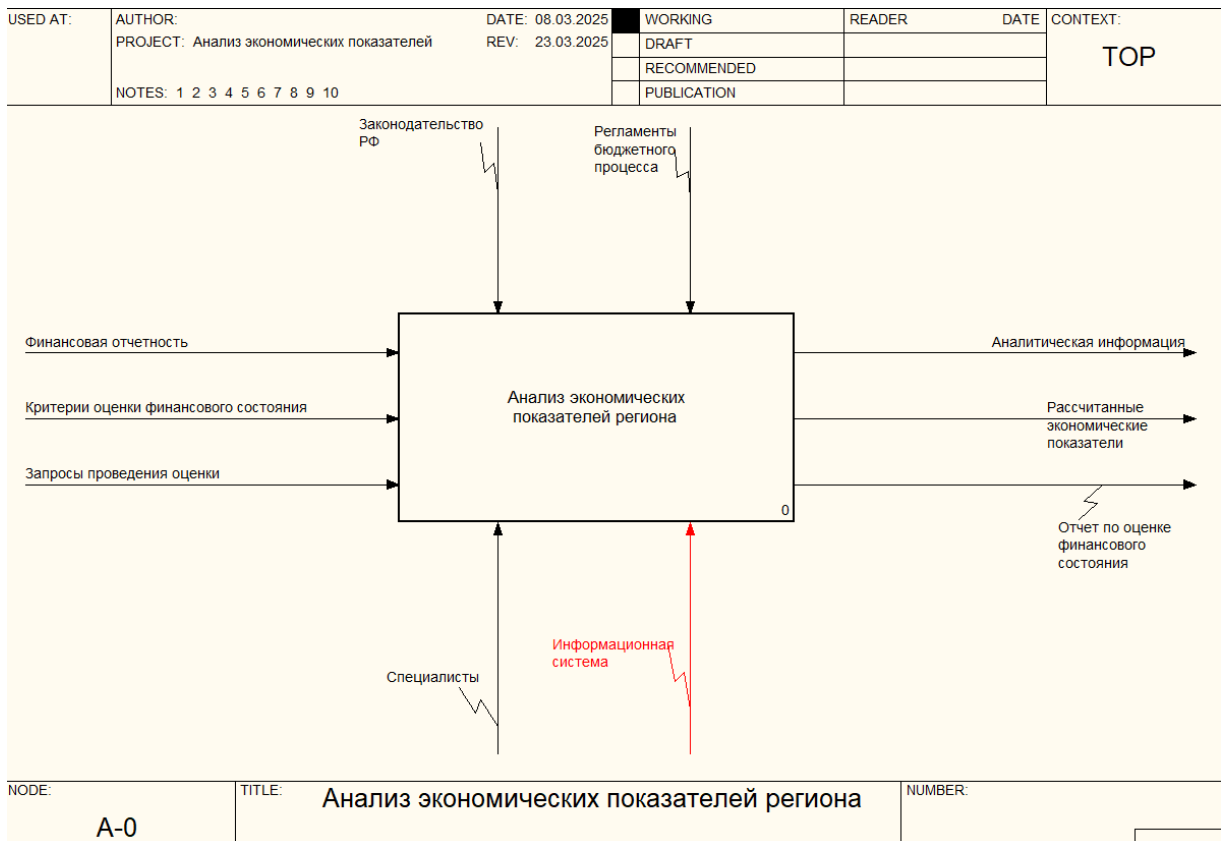 USED AT:
AUTHOR:
DATE: 08.03.2025
PROJECT: Анализ экономических показателей
REV: 23.03.2025
NOTES: 1 2 3 4 5 6 7 8 9 10
WORKING
DRAFT
RECOMMENDED
PUBLICATION
READER
DATE
CONTEXT:
TOP
Законодательство
РФ
Регламенты
бюджетного
процесса
Финансовая отчетность
Критерии оценки финансового состояния
Запросы проведения оценки
Анализ экономических
показателей региона
0
Аналитическая информация
Рассчитанные
экономические
показатели
Отчет по оценке
финансового
состояния
Информационная
система
Специалисты
NODE:
A-0
TITLE:
Анализ экономических показателей региона
NUMBER: